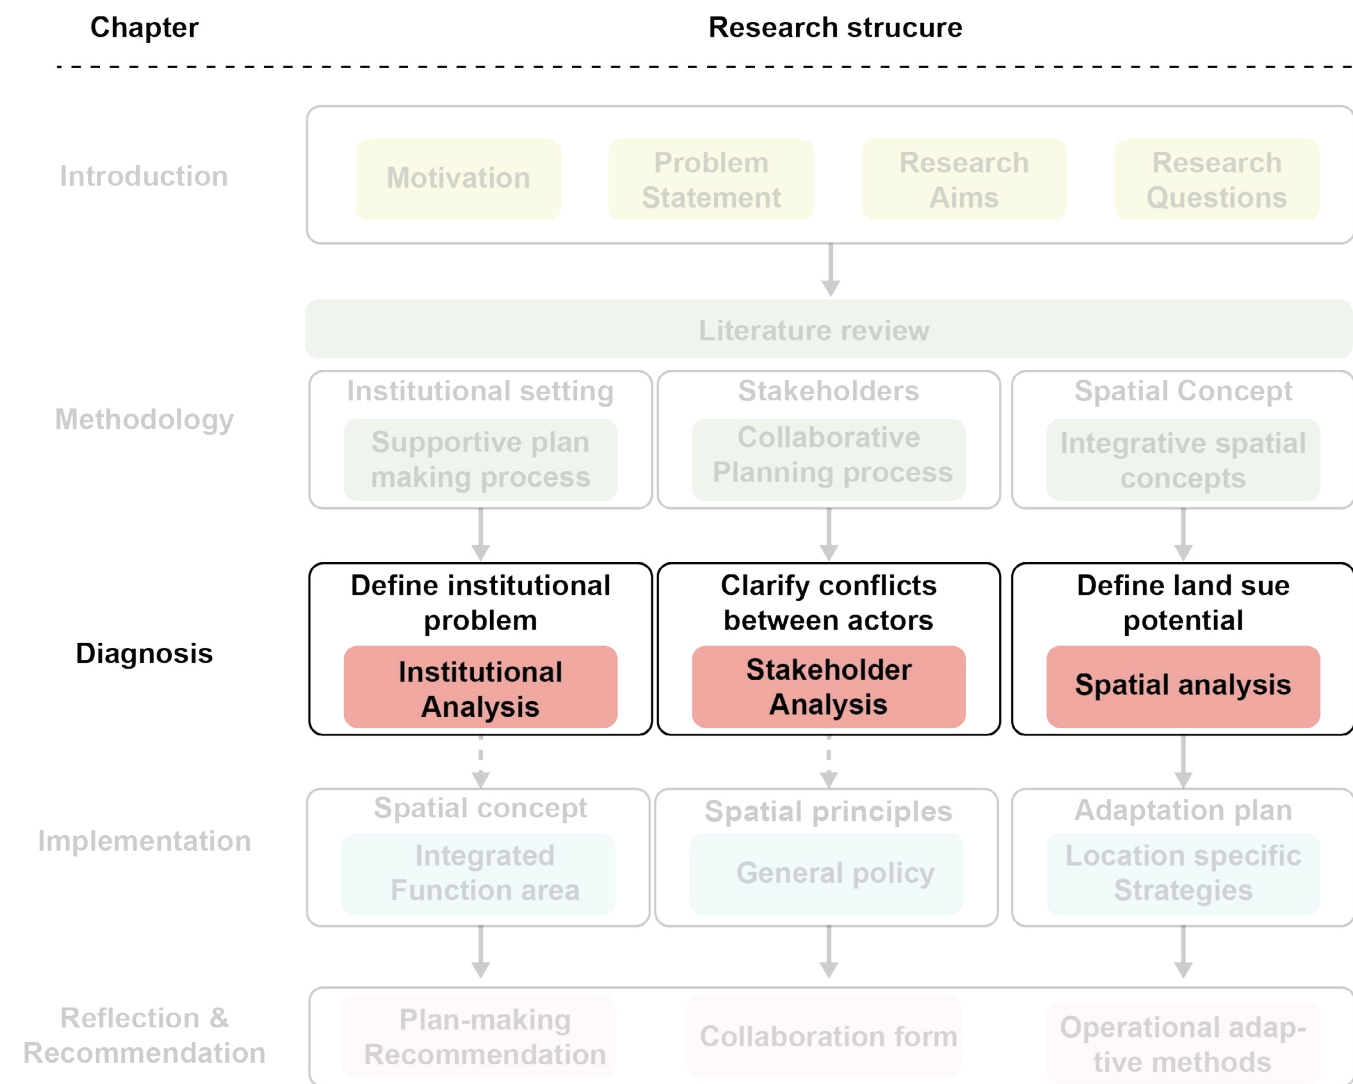 Chapter
Research strucure
Introduction
Motivation
Problem
Statement
Research
Aims
Research
Questions
Literature review
Methodology
Institutional setting
Supportive plan
making process
Stakeholders
Collaborative
Planning process
Spatial Concept
Integrative spatial
concepts
Diagnosis
Define institutional
problem
Institutional
Analysis
Clarify conflicts
between actors
Stakeholder
Analysis
Define land sue
potential
Spatial analysis
Implementation
Spatial concept
Integrated
Function area
Spatial principles
General policy
Adaptation plan
Location specific
Strategies
Reflection &
Recommendation
Plan-making
Recommendation
Collaboration form
Operational adap-
tive methods